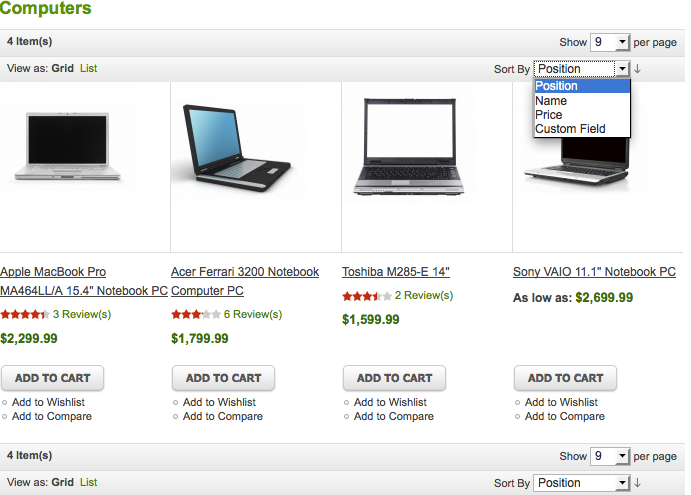 Computers
4 Item(s)
Show 9 per page
View as: Grid List
Sort By Position
Position
Name
Price
Custom Field
Apple MacBook Pro
MA464LL/A 15.4" Notebook PC
3 Review(s)
$2,299.99
ADD TO CART
Add to Wishlist
Add to Compare
Acer Ferrari 3200 Notebook
Computer PC
6 Review(s)
$1,799.99
ADD TO CART
Add to Wishlist
Add to Compare
Toshiba M285-E 14"
2 Review(s)
$1,599.99
ADD TO CART
Add to Wishlist
Add to Compare
Sony VAIO 11.1" Notebook PC
As low as: $2,699.99
ADD TO CART
Add to Wishlist
Add to Compare
4 Item(s)
Show 9 per page
View as: Grid List
Sort By Position